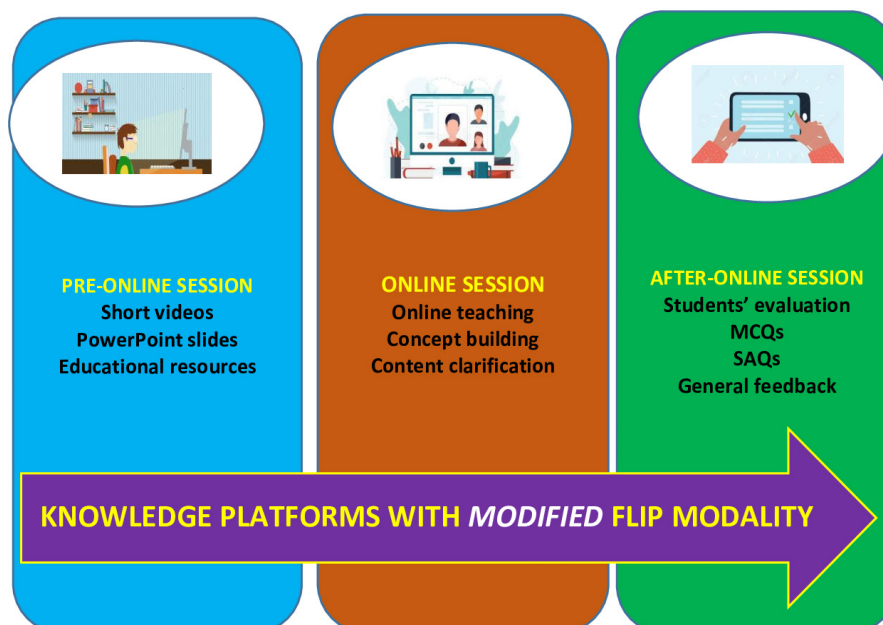 PRE-ONLINE SESSION
Short videos
PowerPoint slides
Educational resources
ONLINE SESSION
Online teaching
Concept building
Content clarification
AFTER-ONLINE SESSION
Students’ evaluation
MCQs
SAQs
General feedback
KNOWLEDGE PLATFORMS WITH MODIFIED FLIP MODALITY